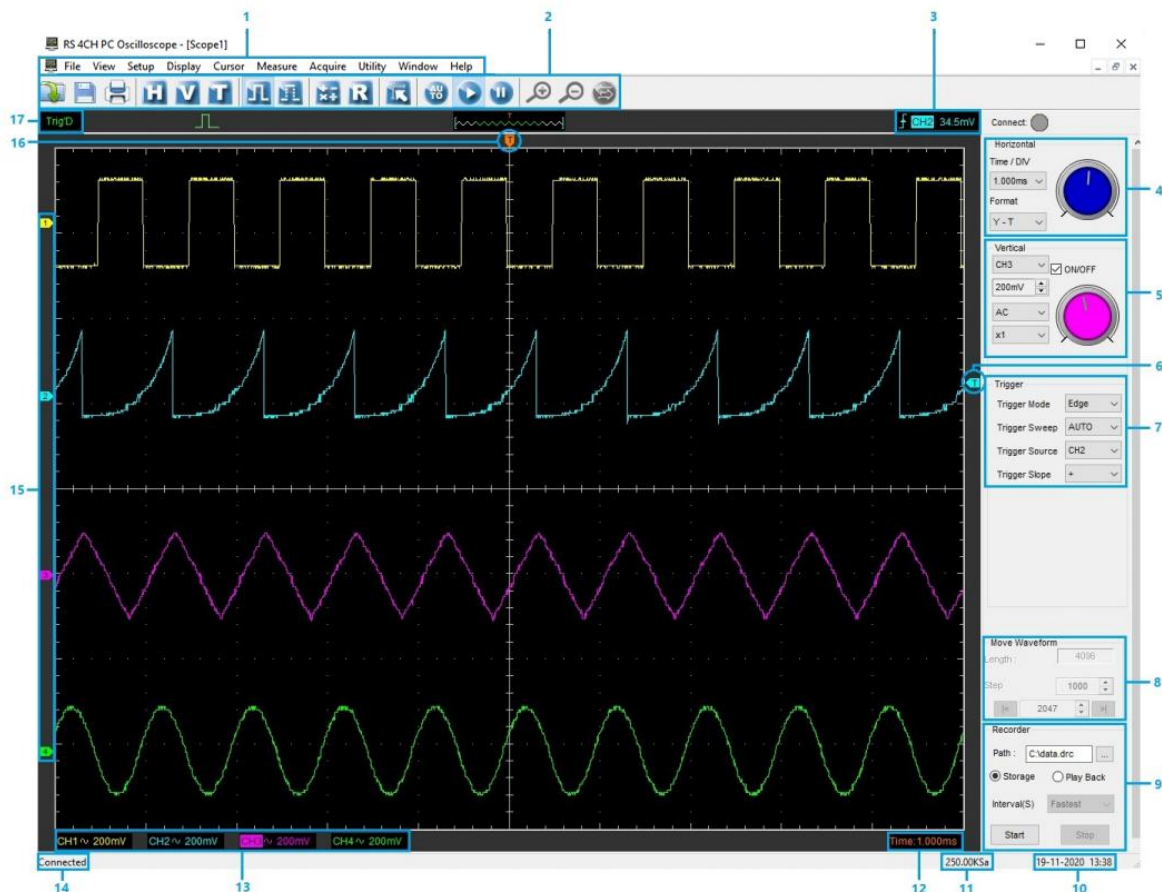 1
2
3
RS 4CH PC Oscilloscope - [Scope1]
File View Setup Display Cursor Measure Acquire Utility Window Help
H V T R AUTO
17
Trig'D
T
CH2 34.5mV
Connect:
16
T
Horizontal
Time / DIV
1.000ms
Format
Y - T
4
Vertical
CH3
ON/OFF
200mV
AC
x1
5
1
2
T
6
Trigger
Trigger Mode Edge
Trigger Sweep AUTO
Trigger Source CH2
Trigger Slope +
7
15
3
Move Waveform
Length : 4096
Step 1000
|< 2047 >|
8
4
Recorder
Path : C:\data.drc ...
Storage Play Back
Interval(S) Fastest
Start Stop
9
CH1 ∿ 200mV CH2 ∿ 200mV CH3 ∿ 200mV CH4 ∿ 200mV
Time:1.000ms
Connected
250.00KSa
19-11-2020 13:38
14
13
12
11
10